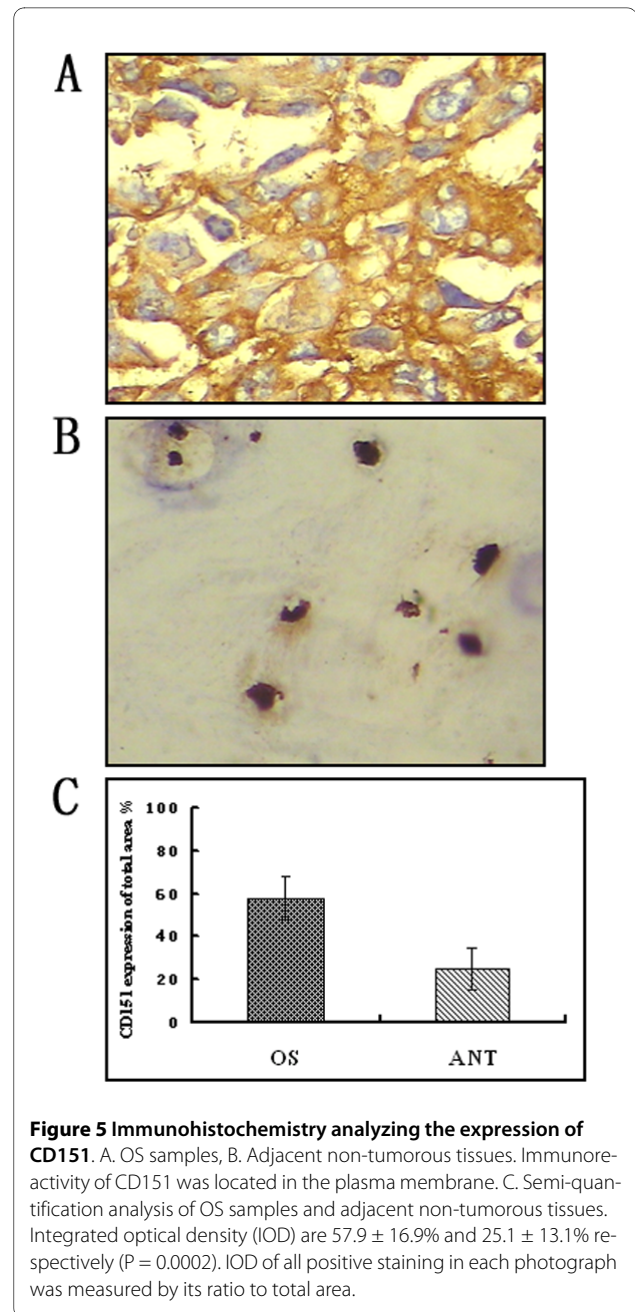 A
B
C
CD151 expression of total area %
100
80
60
40
20
0
OS ANT
Figure 5 Immunohistochemistry analyzing the expression of
CD151. A. OS samples, B. Adjacent non-tumorous tissues. Immunore-
activity of CD151 was located in the plasma membrane. C. Semi-quan-
tification analysis of OS samples and adjacent non-tumorous tissues.
Integrated optical density (IOD) are 57.9 ± 16.9% and 25.1 ± 13.1% re-
spectively (P = 0.0002). IOD of all positive staining in each photograph
was measured by its ratio to total area.